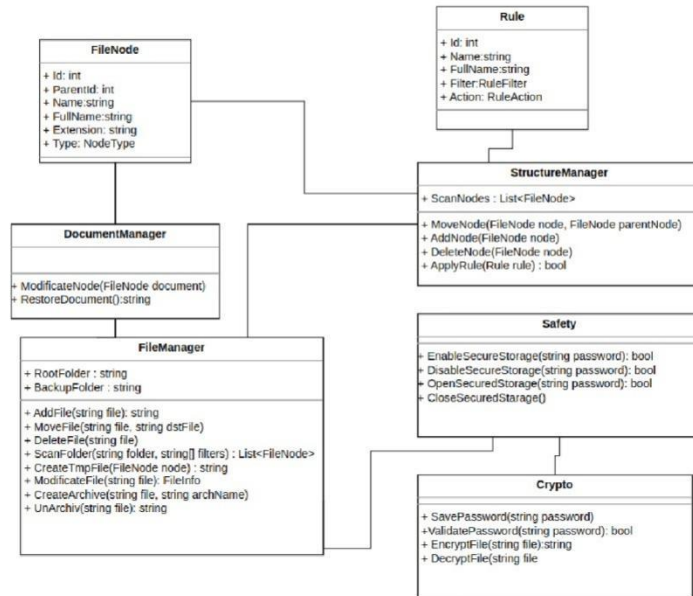 Rule
+ Id: int
+ Name:string
+ FullName:string
+ Filter:RuleFilter
+ Action: RuleAction
FileNode
+ Id: int
+ ParentId: int
+ Name:string
+ FullName:string
+ Extension: string
+ Type: NodeType
StructureManager
+ ScanNodes : List<FileNode>
+ MoveNode(FileNode node, FileNode parentNode)
+ AddNode(FileNode node)
+ DeleteNode(FileNode node)
+ ApplyRule(Rule rule) : bool
DocumentManager
+ ModificateNode(FileNode document)
+ RestoreDocument():string
FileManager
+ RootFolder : string
+ BackupFolder : string
+ AddFile(string file): string
+ MoveFile(string file, string dstFile)
+ DeleteFile(string file)
+ ScanFolder(string folder, string[] filters) : List<FileNode>
+ CreateTmpFile(FileNode node) : string
+ ModificateFile(string file): FileInfo
+ CreateArchive(string file, string archName)
+ UnArchiv(string file): string
Safety
+ EnableSecureStorage(string password): bool
+ DisableSecureStorage(string password): bool
+ OpenSecuredStorage(string password): bool
+ CloseSecuredStarage()
Crypto
+ SavePassword(string password)
+ValidatePassword(string password): bool
+ EncryptFile(string file):string
+ DecryptFile(string file